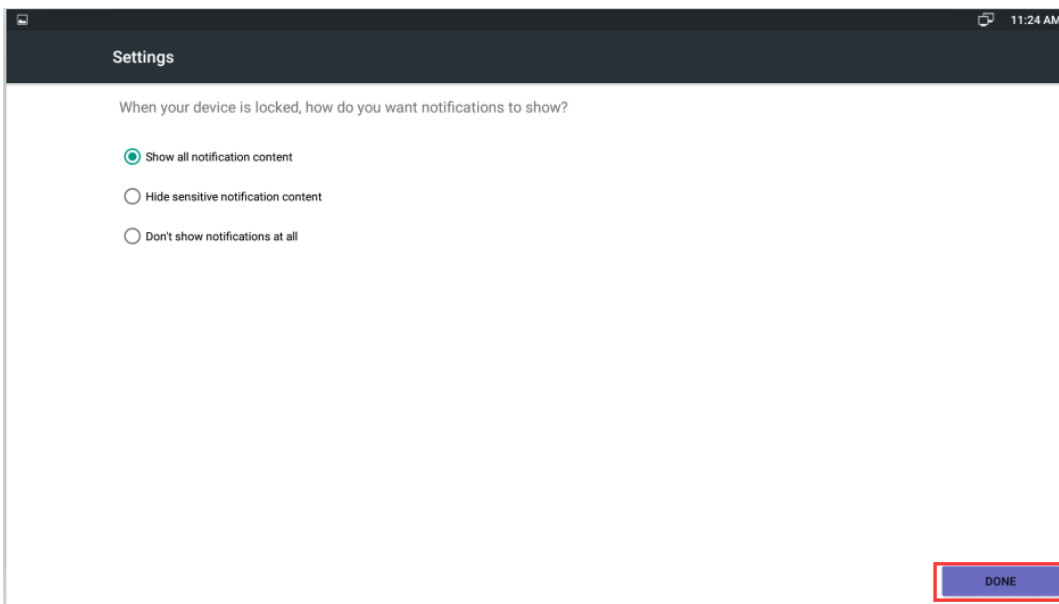 11:24 AM
Settings
When your device is locked, how do you want notifications to show?
Show all notification content
Hide sensitive notification content
Don't show notifications at all
DONE